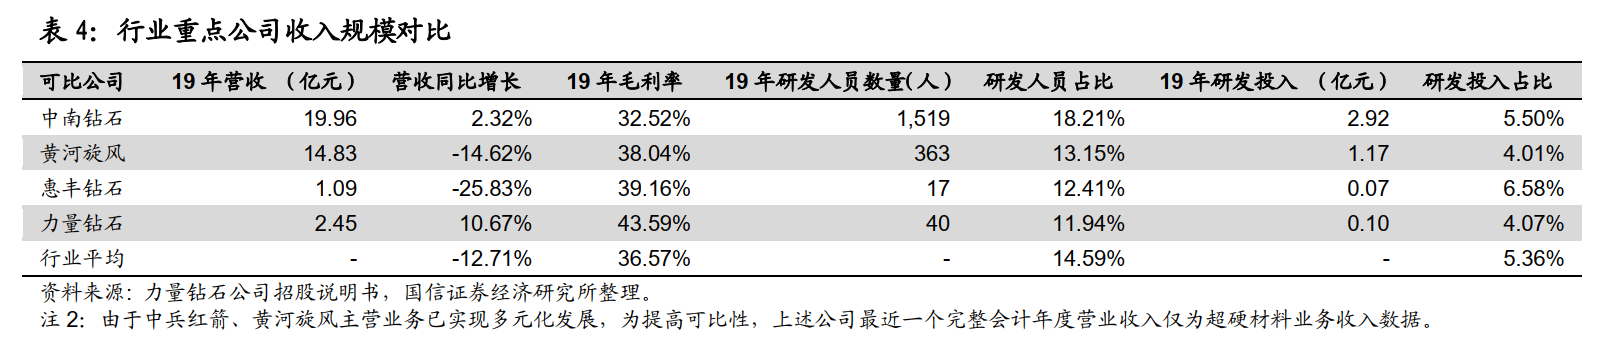 表 4：行业重点公司收入规模对比
可比公司 19 年营收 （亿元） 营收同比增长 19 年毛利率 19 年研发人员数量(人) 研发人员占比 19 年研发投入 （亿元） 研发投入占比
中南钻石 19.96 2.32% 32.52% 1,519 18.21% 2.92 5.50%
黄河旋风 14.83 -14.62% 38.04% 363 13.15% 1.17 4.01%
惠丰钻石 1.09 -25.83% 39.16% 17 12.41% 0.07 6.58%
力量钻石 2.45 10.67% 43.59% 40 11.94% 0.10 4.07%
行业平均 - -12.71% 36.57% - 14.59% - 5.36%
资料来源：力量钻石公司招股说明书，国信证券经济研究所整理。
注 2：由于中兵红箭、黄河旋风主营业务已实现多元化发展，为提高可比性，上述公司最近一个完整会计年度营业收入仅为超硬材料业务收入数据。